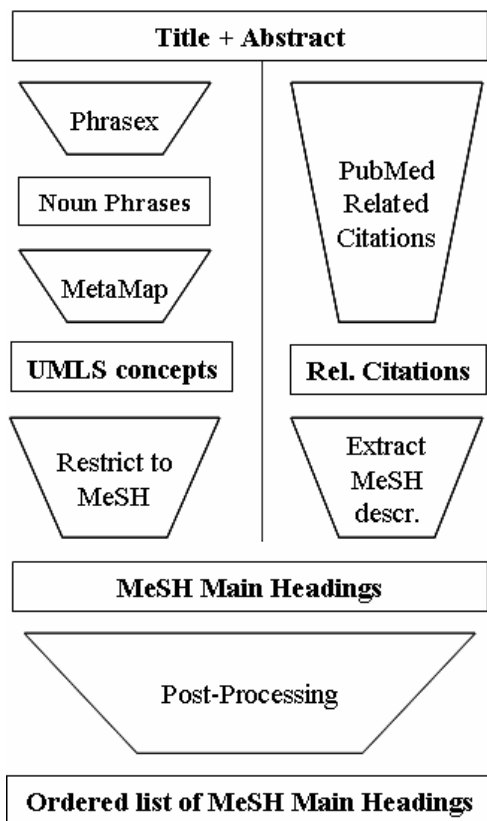 Title + Abstract
Phrasex
Noun Phrases
MetaMap
UMLS concepts
Restrict to
MeSH
PubMed
Related
Citations
Rel. Citations
Extract
MeSH
descr.
MeSH Main Headings
Post-Processing
Ordered list of MeSH Main Headings